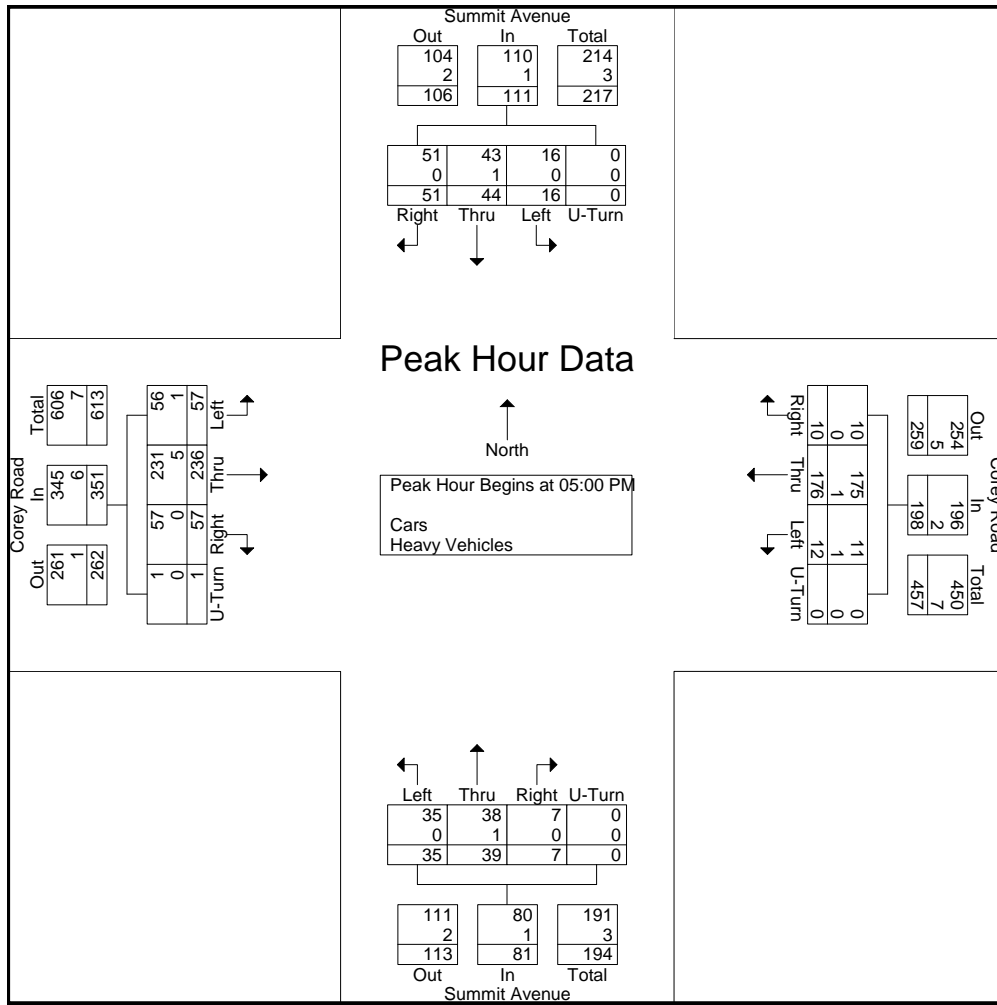 Summit Avenue
Out In Total
104 110 214
2 1 3
106 111 217
51 43 16 0
0 1 0 0
51 44 16 0
Right Thru Left U-Turn
Peak Hour Data
North
Peak Hour Begins at 05:00 PM
Cars
Heavy Vehicles
Corey Road
Out In Total
261 345 606
1 6 7
262 351 613
1 57 231 56
0 0 5 1
1 57 236 57
U-Turn Right Thru Left
Corey Road
Out In Total
254 196 450
5 2 7
259 198 457
10 175 11 0
0 1 1 0
10 176 12 0
Right Thru Left U-Turn
Left Thru Right U-Turn
35 38 7 0
0 1 0 0
35 39 7 0
111 80 191
2 1 3
113 81 194
Out In Total
Summit Avenue